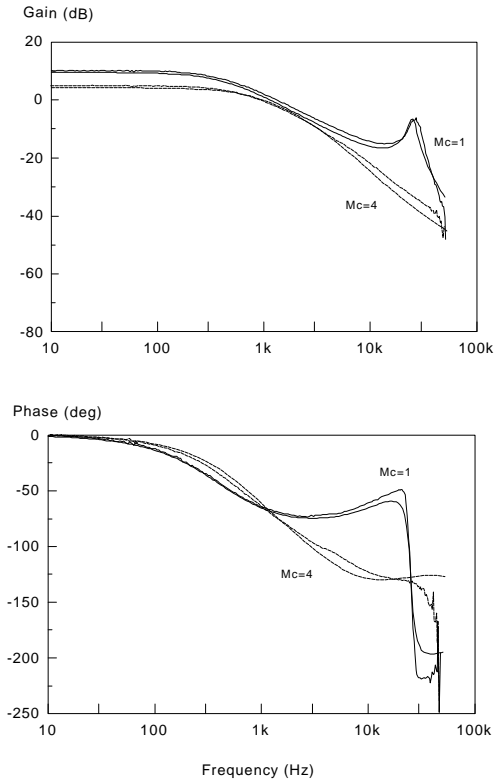 Gain (dB)
20
0
-20
-40
-60
-80
Mc=1
Mc=4
10
100
1k
10k
100k
Phase (deg)
0
-50
-100
-150
-200
-250
Mc=1
Mc=4
10
100
1k
10k
100k
Frequency (Hz)